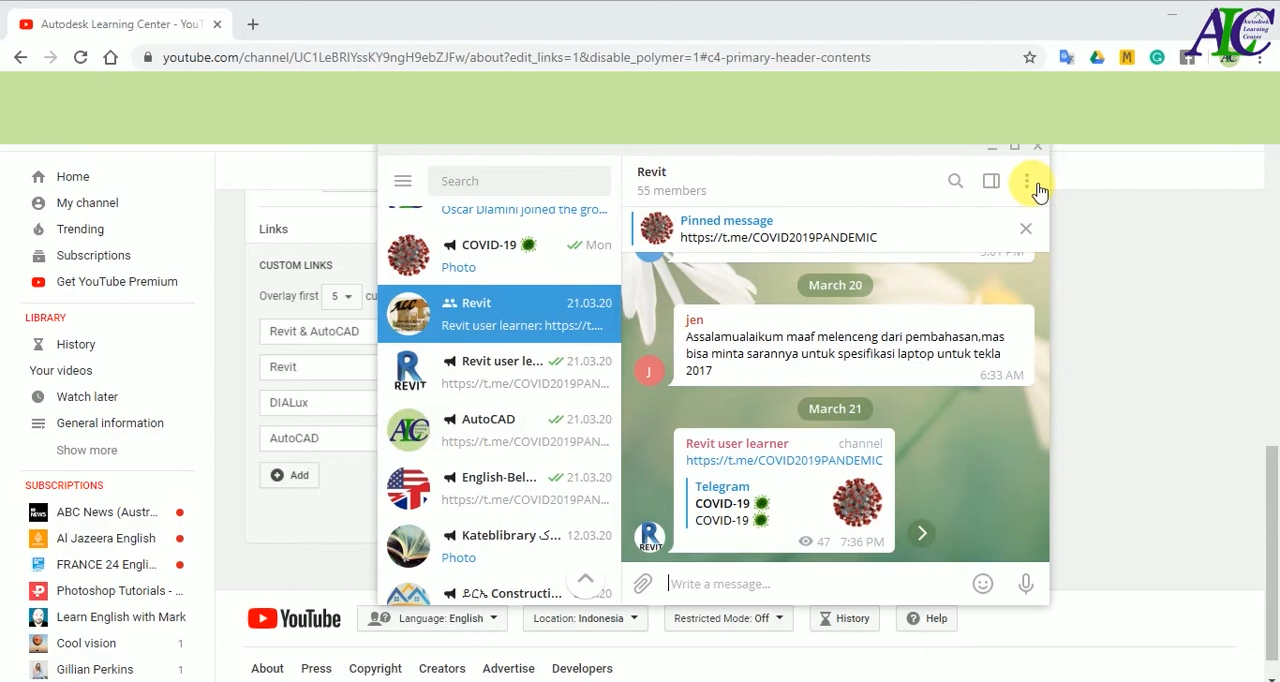 Autodesk Learning Center - YouT
ALC
Autodesk
Learning
Center
youtube.com/channel/
/about?edit_links=1&disable_polymer=1#c4-primary-header-contents
Home
My channel
Trending
Subscriptions
Get YouTube Premium
LIBRARY
History
Your videos
Watch later
General information
Show more
SUBSCRIPTIONS
ABC News (Austr...
Al Jazeera English
FRANCE 24 Engli...
Photoshop Tutorials - ...
Learn English with Mark
Cool vision 1
Gillian Perkins 1
Links
CUSTOM LINKS
Overlay first 5 cu
Revit & AutoCAD
Revit
DIALux
AutoCAD
Add
Search
Oscar Dlamini joined the gro...
COVID-19 Mon
Photo
Revit 21.03.20
Revit user learner: https://t....
Revit user le... 21.03.20
https://t.me/COVID2019PAN...
REVIT
AutoCAD 21.03.20
https://t.me/COVID2019PAN...
English-Bel... 21.03.20
https://t.me/COVID2019PAN...
Kateblibrary ک... 12.03.20
Photo
ዴርሉ Constructi...
Revit
55 members
Pinned message
https://t.me/COVID2019PANDEMIC
March 20
jen
Assalamualaikum maaf melenceng dari pembahasan,mas
bisa minta sarannya untuk spesifikasi laptop untuk tekla
2017
6:33 AM
J
March 21
Revit user learner channel
https://t.me/COVID2019PANDEMIC
Telegram
COVID-19
COVID-19
47 7:36 PM
REVIT
Write a message...
YouTube
Language: English
Location: Indonesia
Restricted Mode: Off
History
Help
About Press Copyright Creators Advertise Developers